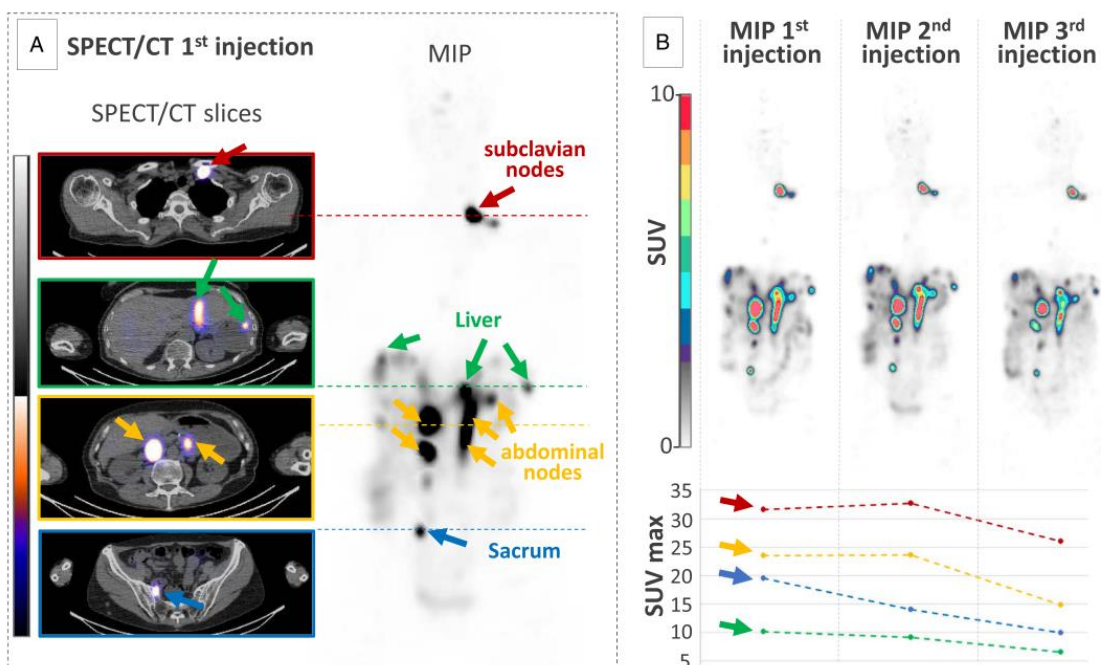 A
SPECT/CT 1st injection
MIP
SPECT/CT slices
subclavian
nodes
Liver
abdominal
nodes
Sacrum
B
MIP 1st
injection
MIP 2nd
injection
MIP 3rd
injection
10
SUV
0
35
30
25
20
15
10
5
SUV max